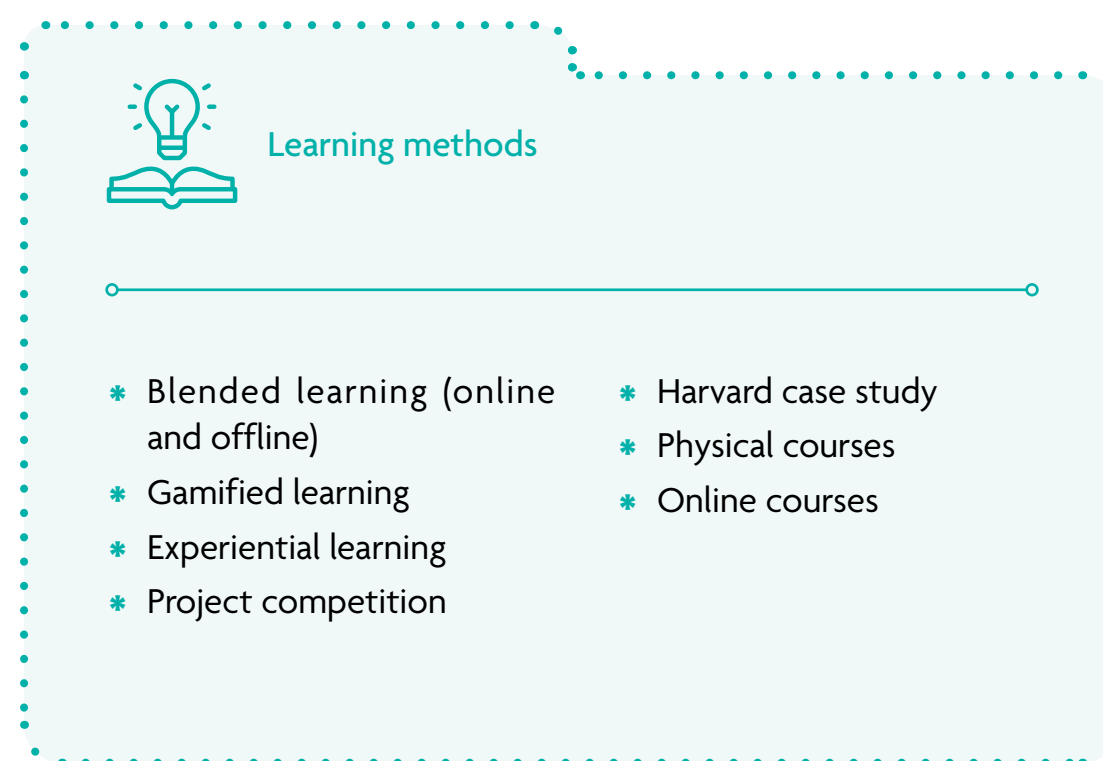 Learning methods
Blended learning (online
and offline)
Gamified learning
Experiential learning
Project competition
Harvard case study
Physical courses
Online courses